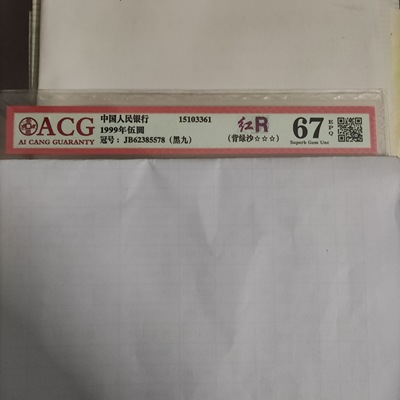 ACG
AI CANG GUARANTY
中国人民银行 15103361
1999年伍圆
冠号：JB62385578（黑九）
红R
（背绿沙☆☆☆）
67 EPQ
Superb Gem Unc